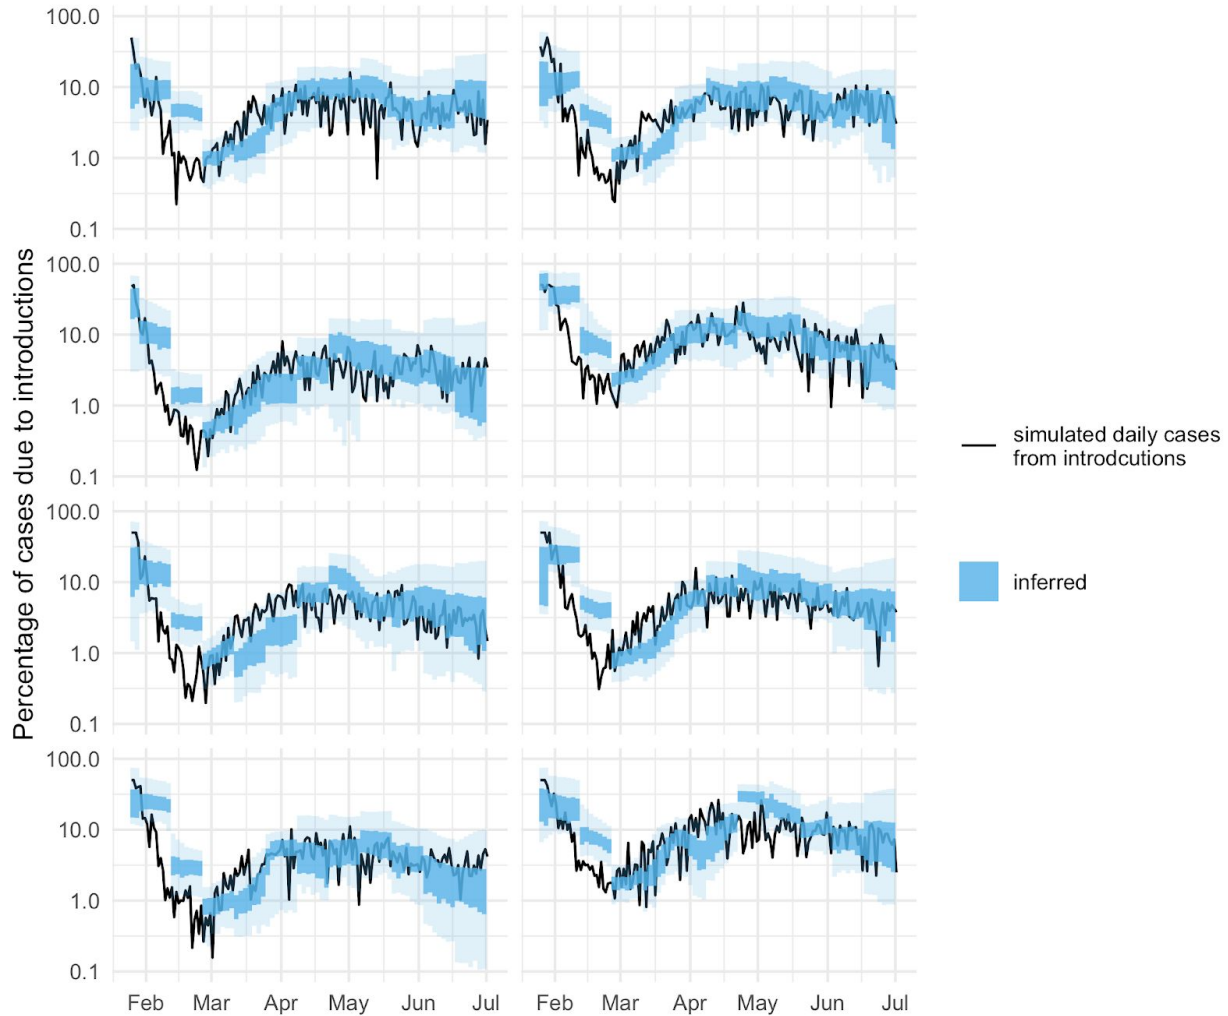 Percentage of cases due to introductions
100.0
10.0
1.0
0.1
100.0
10.0
1.0
0.1
100.0
10.0
1.0
0.1
100.0
10.0
1.0
0.1
Feb Mar Apr May Jun Jul
Feb Mar Apr May Jun Jul
simulated daily cases
from introdcutions
inferred